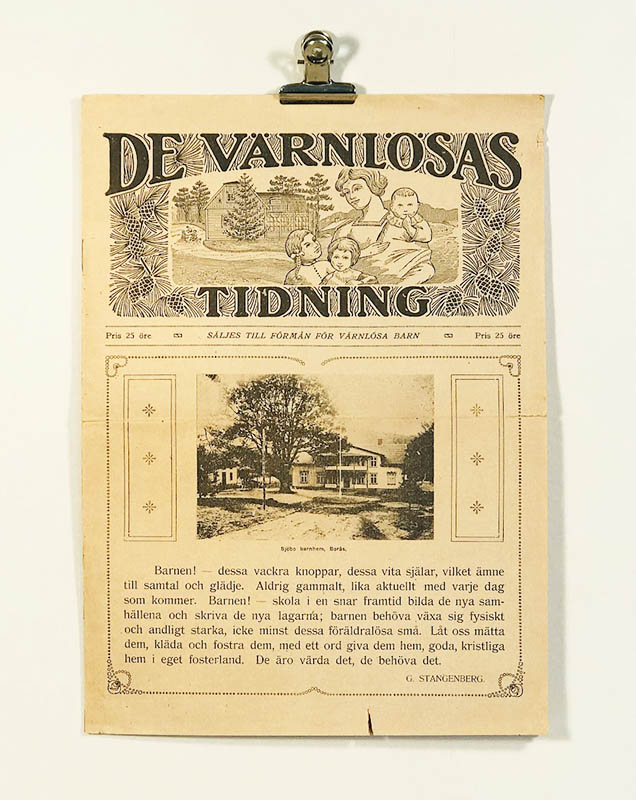 DE VÄRNLÖSAS
TIDNING
Pris 25 öre SÄLJES TILL FÖRMÅN FÖR VÄRNLÖSA BARN Pris 25 öre
Sjöbo barnhem, Borås.
Barnen! — dessa vackra knoppar, dessa vita själar, vilket ämne
till samtal och glädje. Aldrig gammalt, lika aktuellt med varje dag
som kommer. Barnen! — skola i en snar framtid bilda de nya sam-
hällena och skriva de nya lagarna; barnen behöva växa sig fysiskt
och andligt starka, icke minst dessa föräldralösa små. Låt oss mätta
dem, kläda och fostra dem, med ett ord giva dem hem, goda, kristliga
hem i eget fosterland. De äro värda det, de behöva det.
G. STANGENBERG.